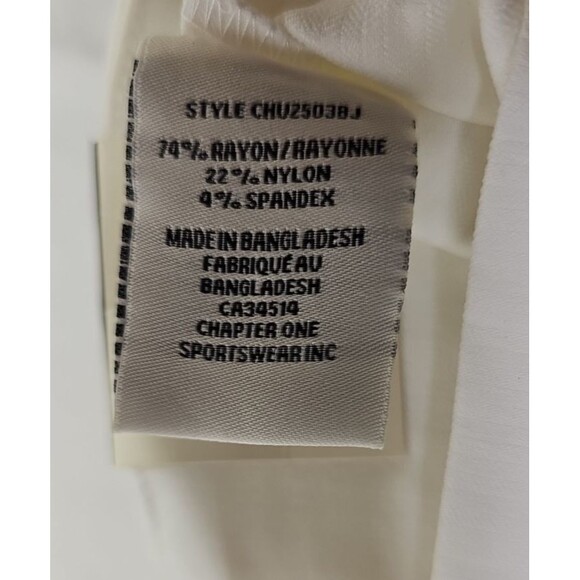 STYLE CHU2503BJ
74% RAYON/RAYONNE
22% NYLON
4% SPANDEX
MADE IN BANGLADESH
FABRIQUÉ AU
BANGLADESH
CA34514
CHAPTER ONE
SPORTSWEAR INC